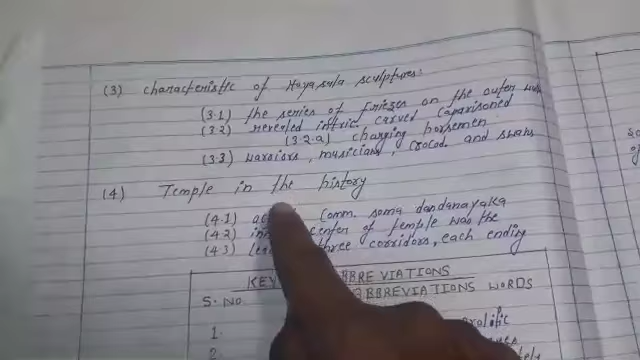 (3) characteristic of Hoyasala sculptures:
(3.1) the series of friezes on the outer
(3.2) revealed intric. carved caparisoned
(3.2.a) charging horsemen
(3.3) warriors, musicians, croco. and swans
(4) Temple in the history
(4.1) Comm. soma dandanayaka
(4.2) center of temple was the
(4.3) three corridors, each ending
KEY ABBREVIATIONS
S.NO ABBREVIATIONS WORDS
1.
2